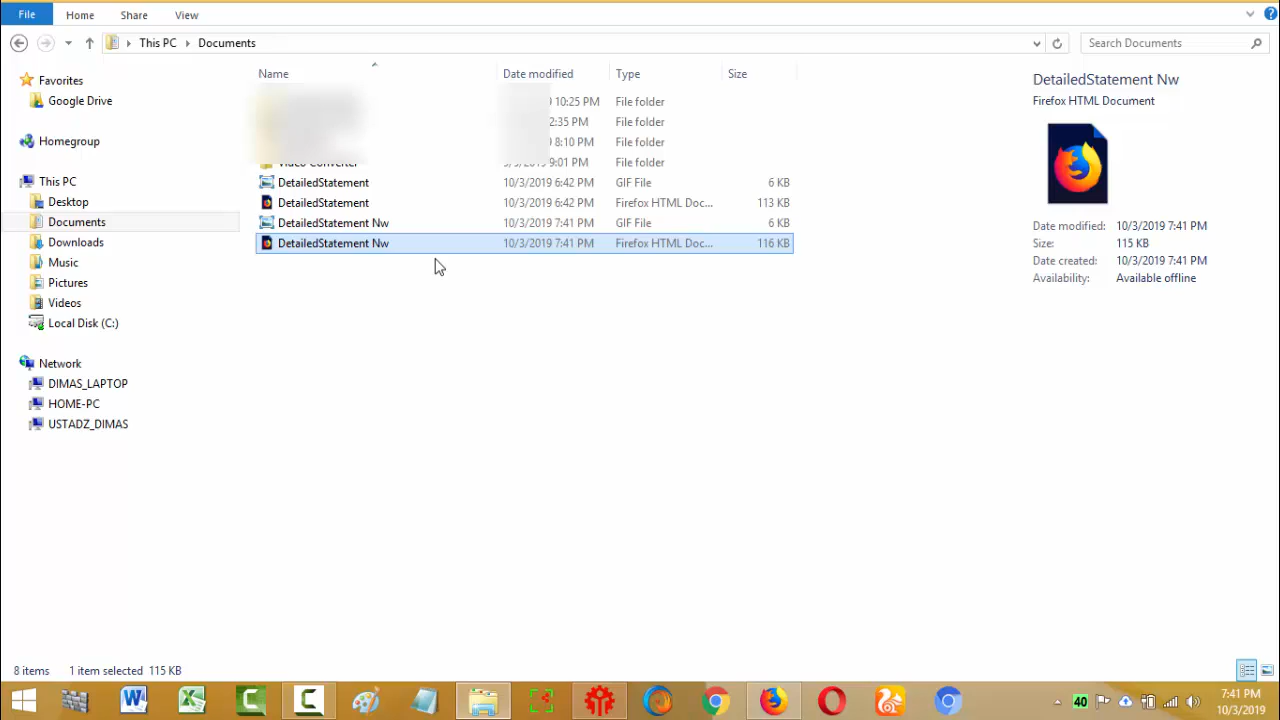 File Home Share View
This PC Documents Search Documents
Name Date modified Type Size
Favorites
Google Drive
Homegroup
This PC
Desktop
Documents
Downloads
Music
Pictures
Videos
Local Disk (C:)
Network
DIMAS_LAPTOP
HOME-PC
USTADZ_DIMAS
10:25 PM File folder
2:35 PM File folder
8:10 PM File folder
Video Converter 9:01 PM File folder
DetailedStatement 10/3/2019 6:42 PM GIF File 6 KB
DetailedStatement 10/3/2019 6:42 PM Firefox HTML Doc... 113 KB
DetailedStatement Nw 10/3/2019 7:41 PM GIF File 6 KB
DetailedStatement Nw 10/3/2019 7:41 PM Firefox HTML Doc... 116 KB
DetailedStatement Nw
Firefox HTML Document
Date modified: 10/3/2019 7:41 PM
Size: 115 KB
Date created: 10/3/2019 7:41 PM
Availability: Available offline
8 items 1 item selected 115 KB
40
7:41 PM
10/3/2019